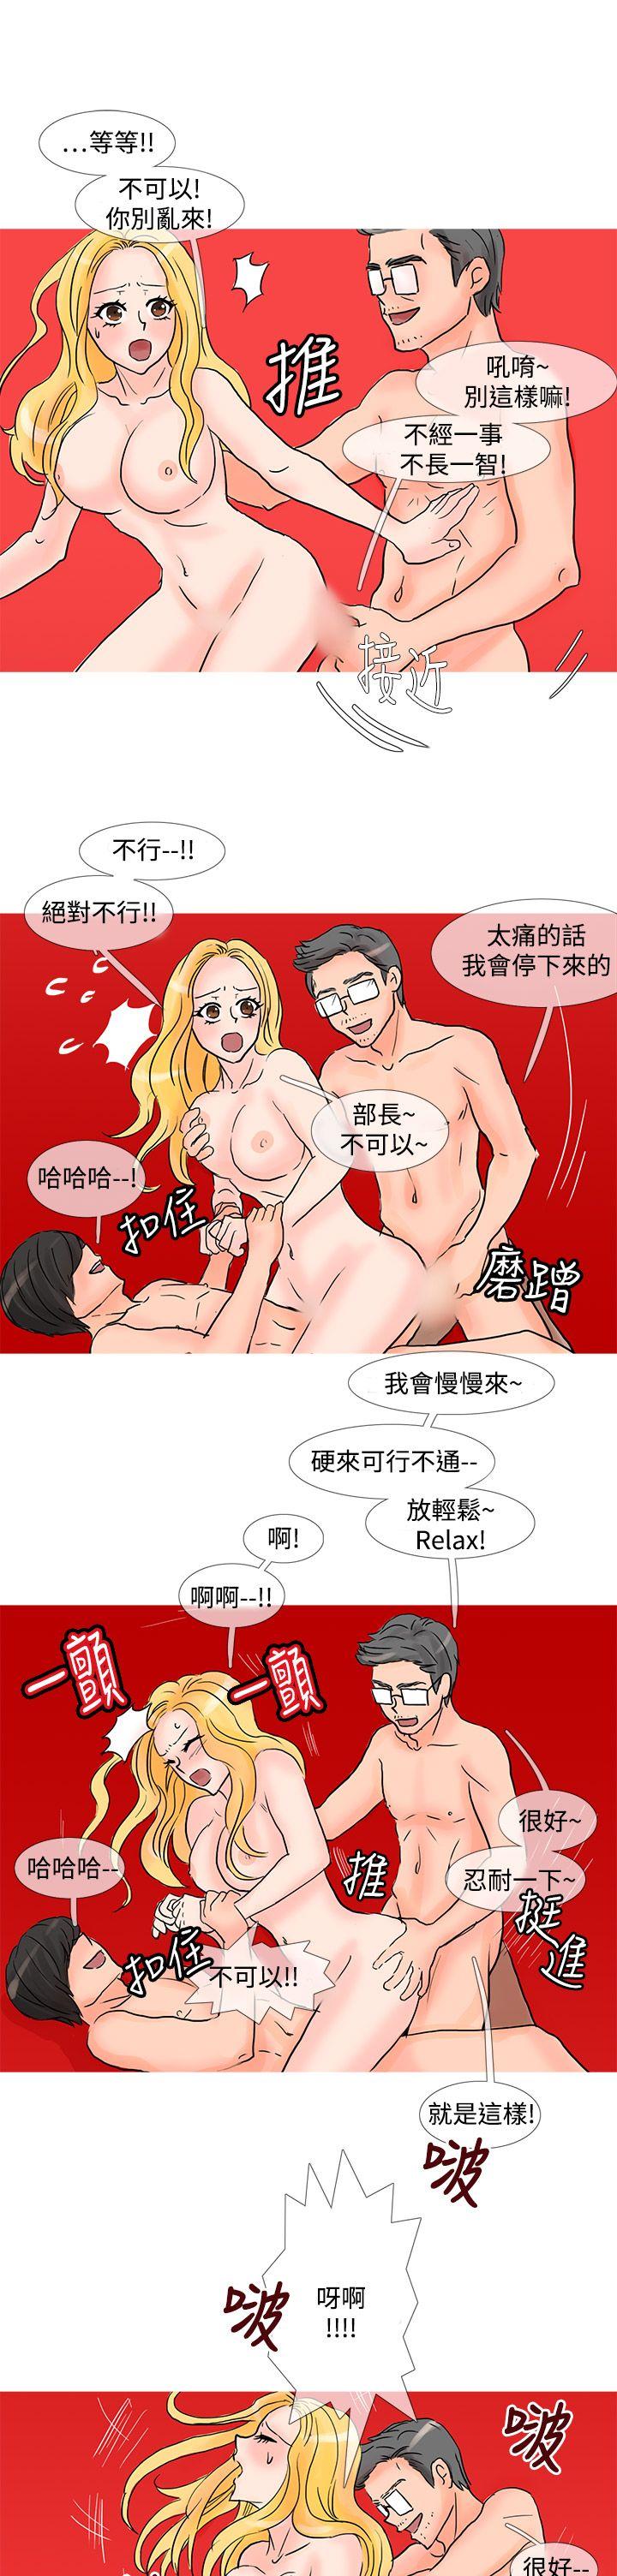 ...等等!!
不可以!
你別亂來!
推
吼唷~
別這樣嘛!
不經一事
不長一智!
接近
不行--!!
絕對不行!!
太痛的話
我會停下來的
部長~
不可以~
哈哈哈--!
扣住
磨蹭
我會慢慢來~
硬來可行不通--
放輕鬆~
Relax!
啊!
啊啊--!!
一顫
一顫
很好~
忍耐一下~
哈哈哈--
推
挺進
扣住
不可以!!
就是這樣!
啵
呀啊
!!!!
啵
啵
很好--